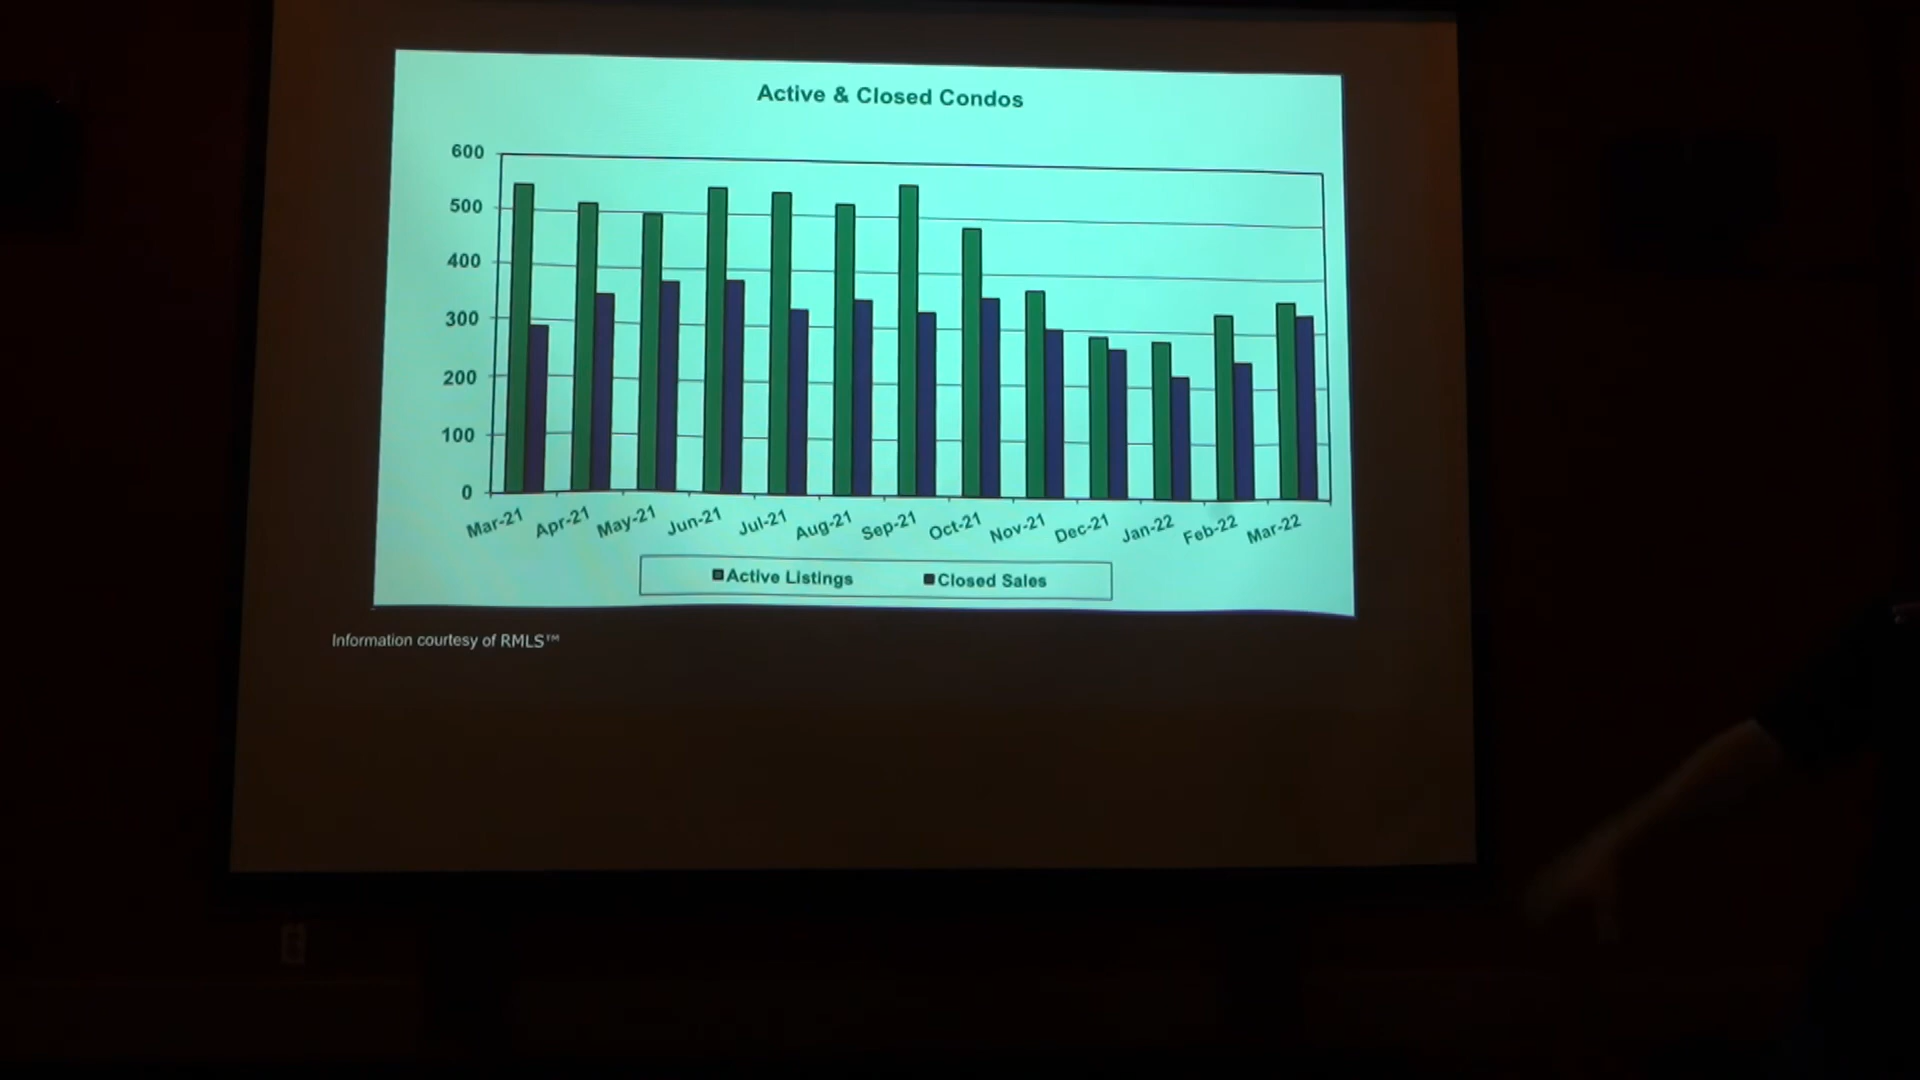 Active & Closed Condos
600
500
400
300
200
100
0
Mar-21 Apr-21 May-21 Jun-21 Jul-21 Aug-21 Sep-21 Oct-21 Nov-21 Dec-21 Jan-22 Feb-22 Mar-22
Active Listings Closed Sales
Information courtesy of RMLS™